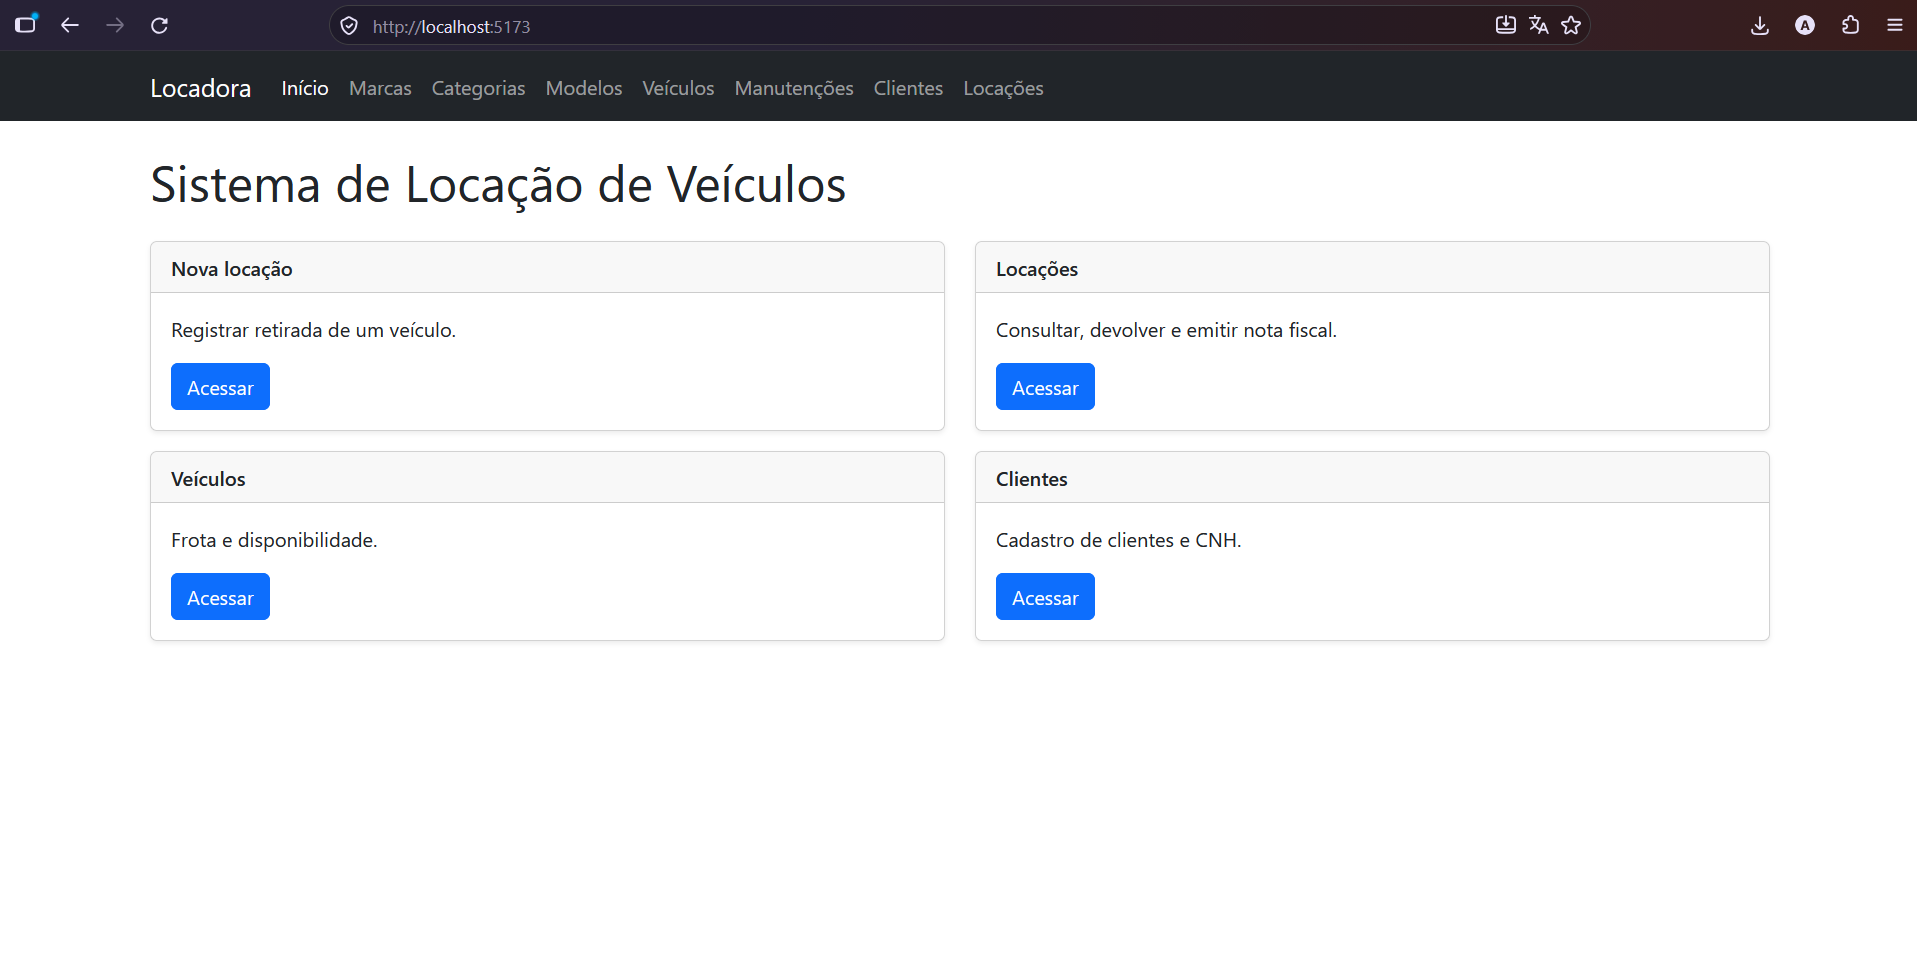 http://localhost:5173
A
Locadora Início Marcas Categorias Modelos Veículos Manutenções Clientes Locações
Sistema de Locação de Veículos
Nova locação
Registrar retirada de um veículo.
Acessar
Locações
Consultar, devolver e emitir nota fiscal.
Acessar
Veículos
Frota e disponibilidade.
Acessar
Clientes
Cadastro de clientes e CNH.
Acessar